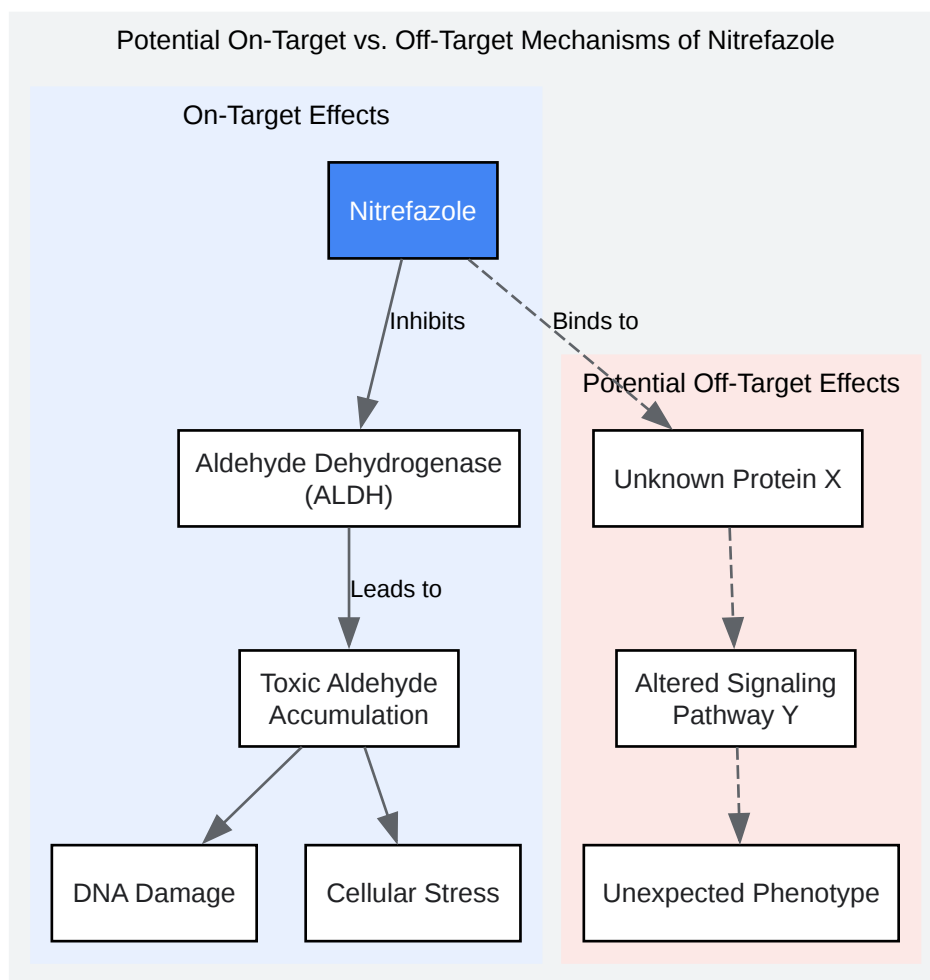 Potential On-Target vs. Off-Target Mechanisms of Nitrefazole
On-Target Effects
Nitrefazole
Inhibits
Binds to
Potential Off-Target Effects
Aldehyde Dehydrogenase
(ALDH)
Unknown Protein X
Leads to
Toxic Aldehyde
Accumulation
Altered Signaling
Pathway Y
DNA Damage
Cellular Stress
Unexpected Phenotype